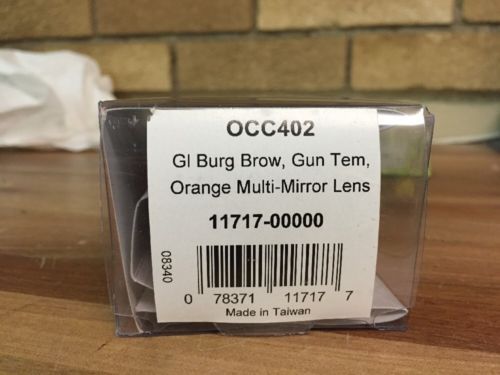 OCC402
Gl Burg Brow, Gun Tem,
Orange Multi-Mirror Lens
11717-00000
08340
0 78371 11717 7
Made in Taiwan